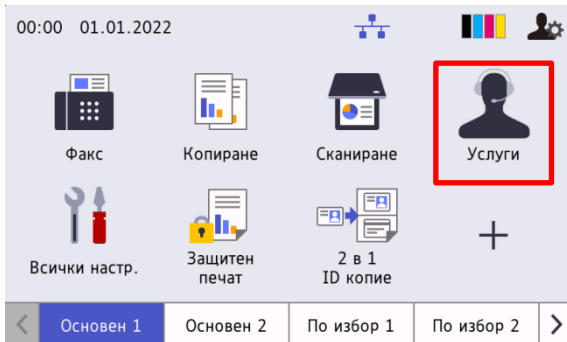 00:00 01.01.2022
Факс
Копиране
Сканиране
Услуги
Всички настр.
Защитен
печат
2 в 1
ID копие
Основен 1
Основен 2
По избор 1
По избор 2